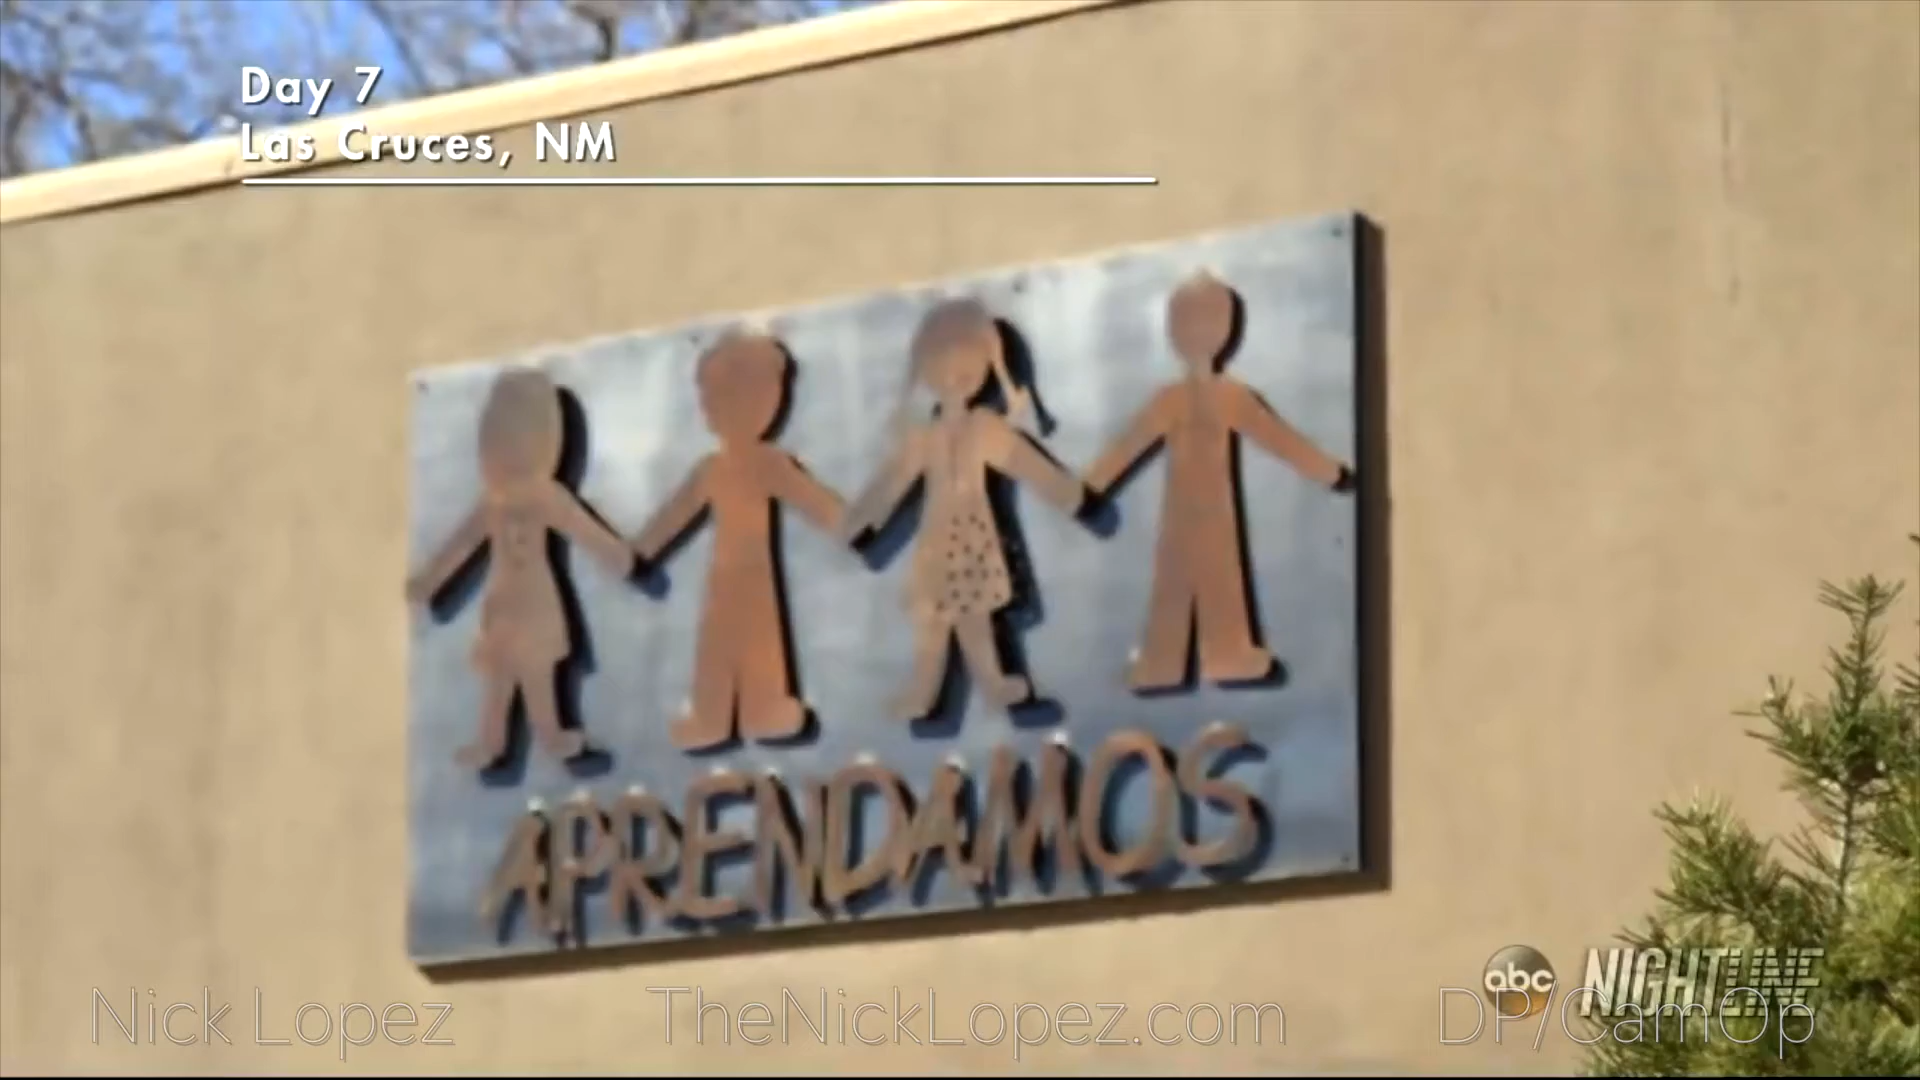 Day 7
Las Cruces, NM
APRENDAMOS
abc NIGHTLINE
Nick Lopez TheNickLopez.com DP/CamOp